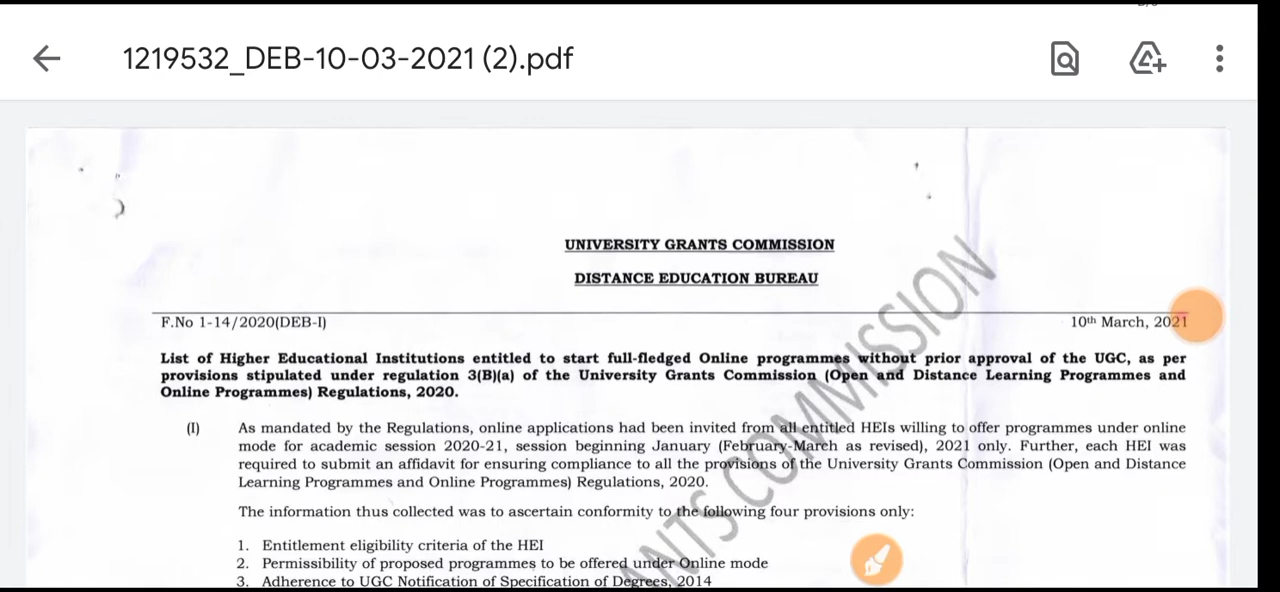 1219532_DEB-10-03-2021 (2).pdf
UNIVERSITY GRANTS COMMISSION
DISTANCE EDUCATION BUREAU
F.No 1-14/2020(DEB-I)
10th March, 2021
List of Higher Educational Institutions entitled to start full-fledged Online programmes without prior approval of the UGC, as per
provisions stipulated under regulation 3(B)(a) of the University Grants Commission (Open and Distance Learning Programmes and
Online Programmes) Regulations, 2020.
(I) As mandated by the Regulations, online applications had been invited from all entitled HEIs willing to offer programmes under online
mode for academic session 2020-21, session beginning January (February-March as revised), 2021 only. Further, each HEI was
required to submit an affidavit for ensuring compliance to all the provisions of the University Grants Commission (Open and Distance
Learning Programmes and Online Programmes) Regulations, 2020.
The information thus collected was to ascertain conformity to the following four provisions only:
1. Entitlement eligibility criteria of the HEI
2. Permissibility of proposed programmes to be offered under Online mode
3. Adherence to UGC Notification of Specification of Degrees, 2014
ANTS COMMISSION